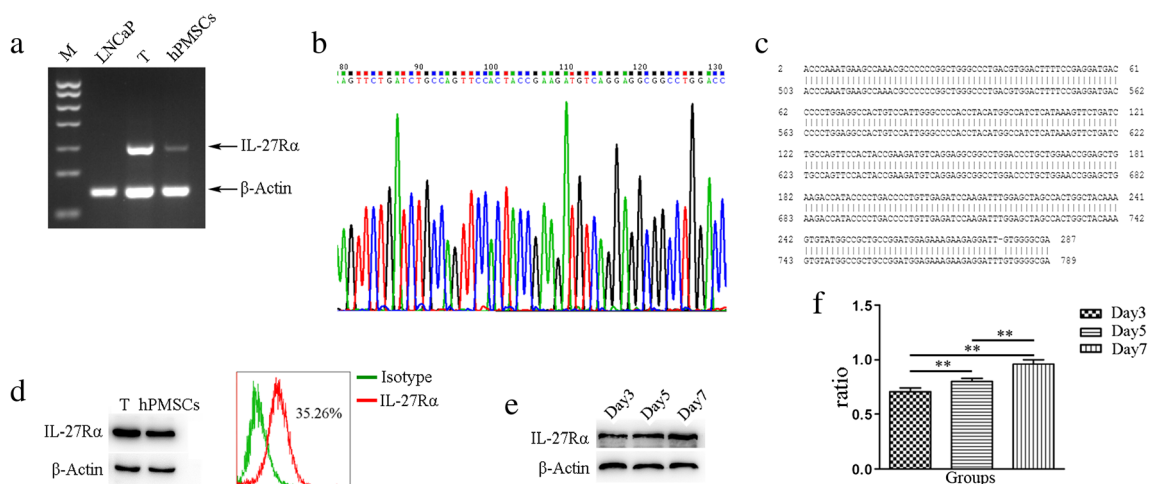 a
M
LNCaP
T
hPMSCs
IL-27Rα
β-Actin
b
80 90 100 110 120 130
AGTTCTGATCTGCCAGTTCCACTACCGAAGATGTCAGGAGGCGGCCTGGACC
c
2 ACCCAAATGAAGCCAAACGCCCCCCGGCTGGGCCCTGACGTGGACTTTTCCGAGGATGAC 61
503 ACCCAAATGAAGCCAAACGCCCCCCGGCTGGGCCCTGACGTGGACTTTTCCGAGGATGAC 562
62 CCCCTGGAGGCCACTGTCCATTGGGCCCCACCTACATGGCCATCTCATAAAGTTCTGATC 121
563 CCCCTGGAGGCCACTGTCCATTGGGCCCCACCTACATGGCCATCTCATAAAGTTCTGATC 622
122 TGCCAGTTCCACTACCGAAGATGTCAGGAGGCGGCCTGGACCCTGCTGGAACCGGAGCTG 181
623 TGCCAGTTCCACTACCGAAGATGTCAGGAGGCGGCCTGGACCCTGCTGGAACCGGAGCTG 682
182 AAGACCATACCCCTGACCCCTGTTGAGATCCAAGATTTGGAGCTAGCCACTGGCTACAAA 241
683 AAGACCATACCCCTGACCCCTGTTGAGATCCAAGATTTGGAGCTAGCCACTGGCTACAAA 742
242 GTGTATGGCCGCTGCCGGATGGAGAAAGAAGAGGATT-GTGGGGCGA 287
743 GTGTATGGCCGCTGCCGGATGGAGAAAGAAGAGGATTTGTGGGGCGA 789
d
T hPMSCs
IL-27Rα
β-Actin
35.26%
Isotype
IL-27Rα
e
Day3
Day5
Day7
IL-27Rα
β-Actin
f
1.5
1.0
0.5
0.0
ratio
**
**
**
Groups
Day3
Day5
Day7